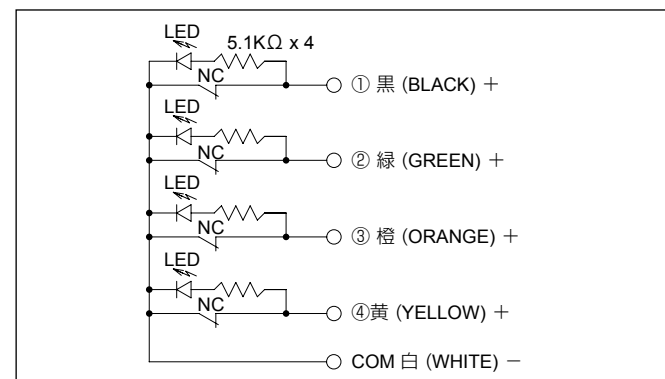 LED
5.1KΩ x 4
NC
① 黒 (BLACK) +
LED
NC
② 緑 (GREEN) +
LED
NC
③ 橙 (ORANGE) +
LED
NC
④黄 (YELLOW) +
COM 白 (WHITE) −